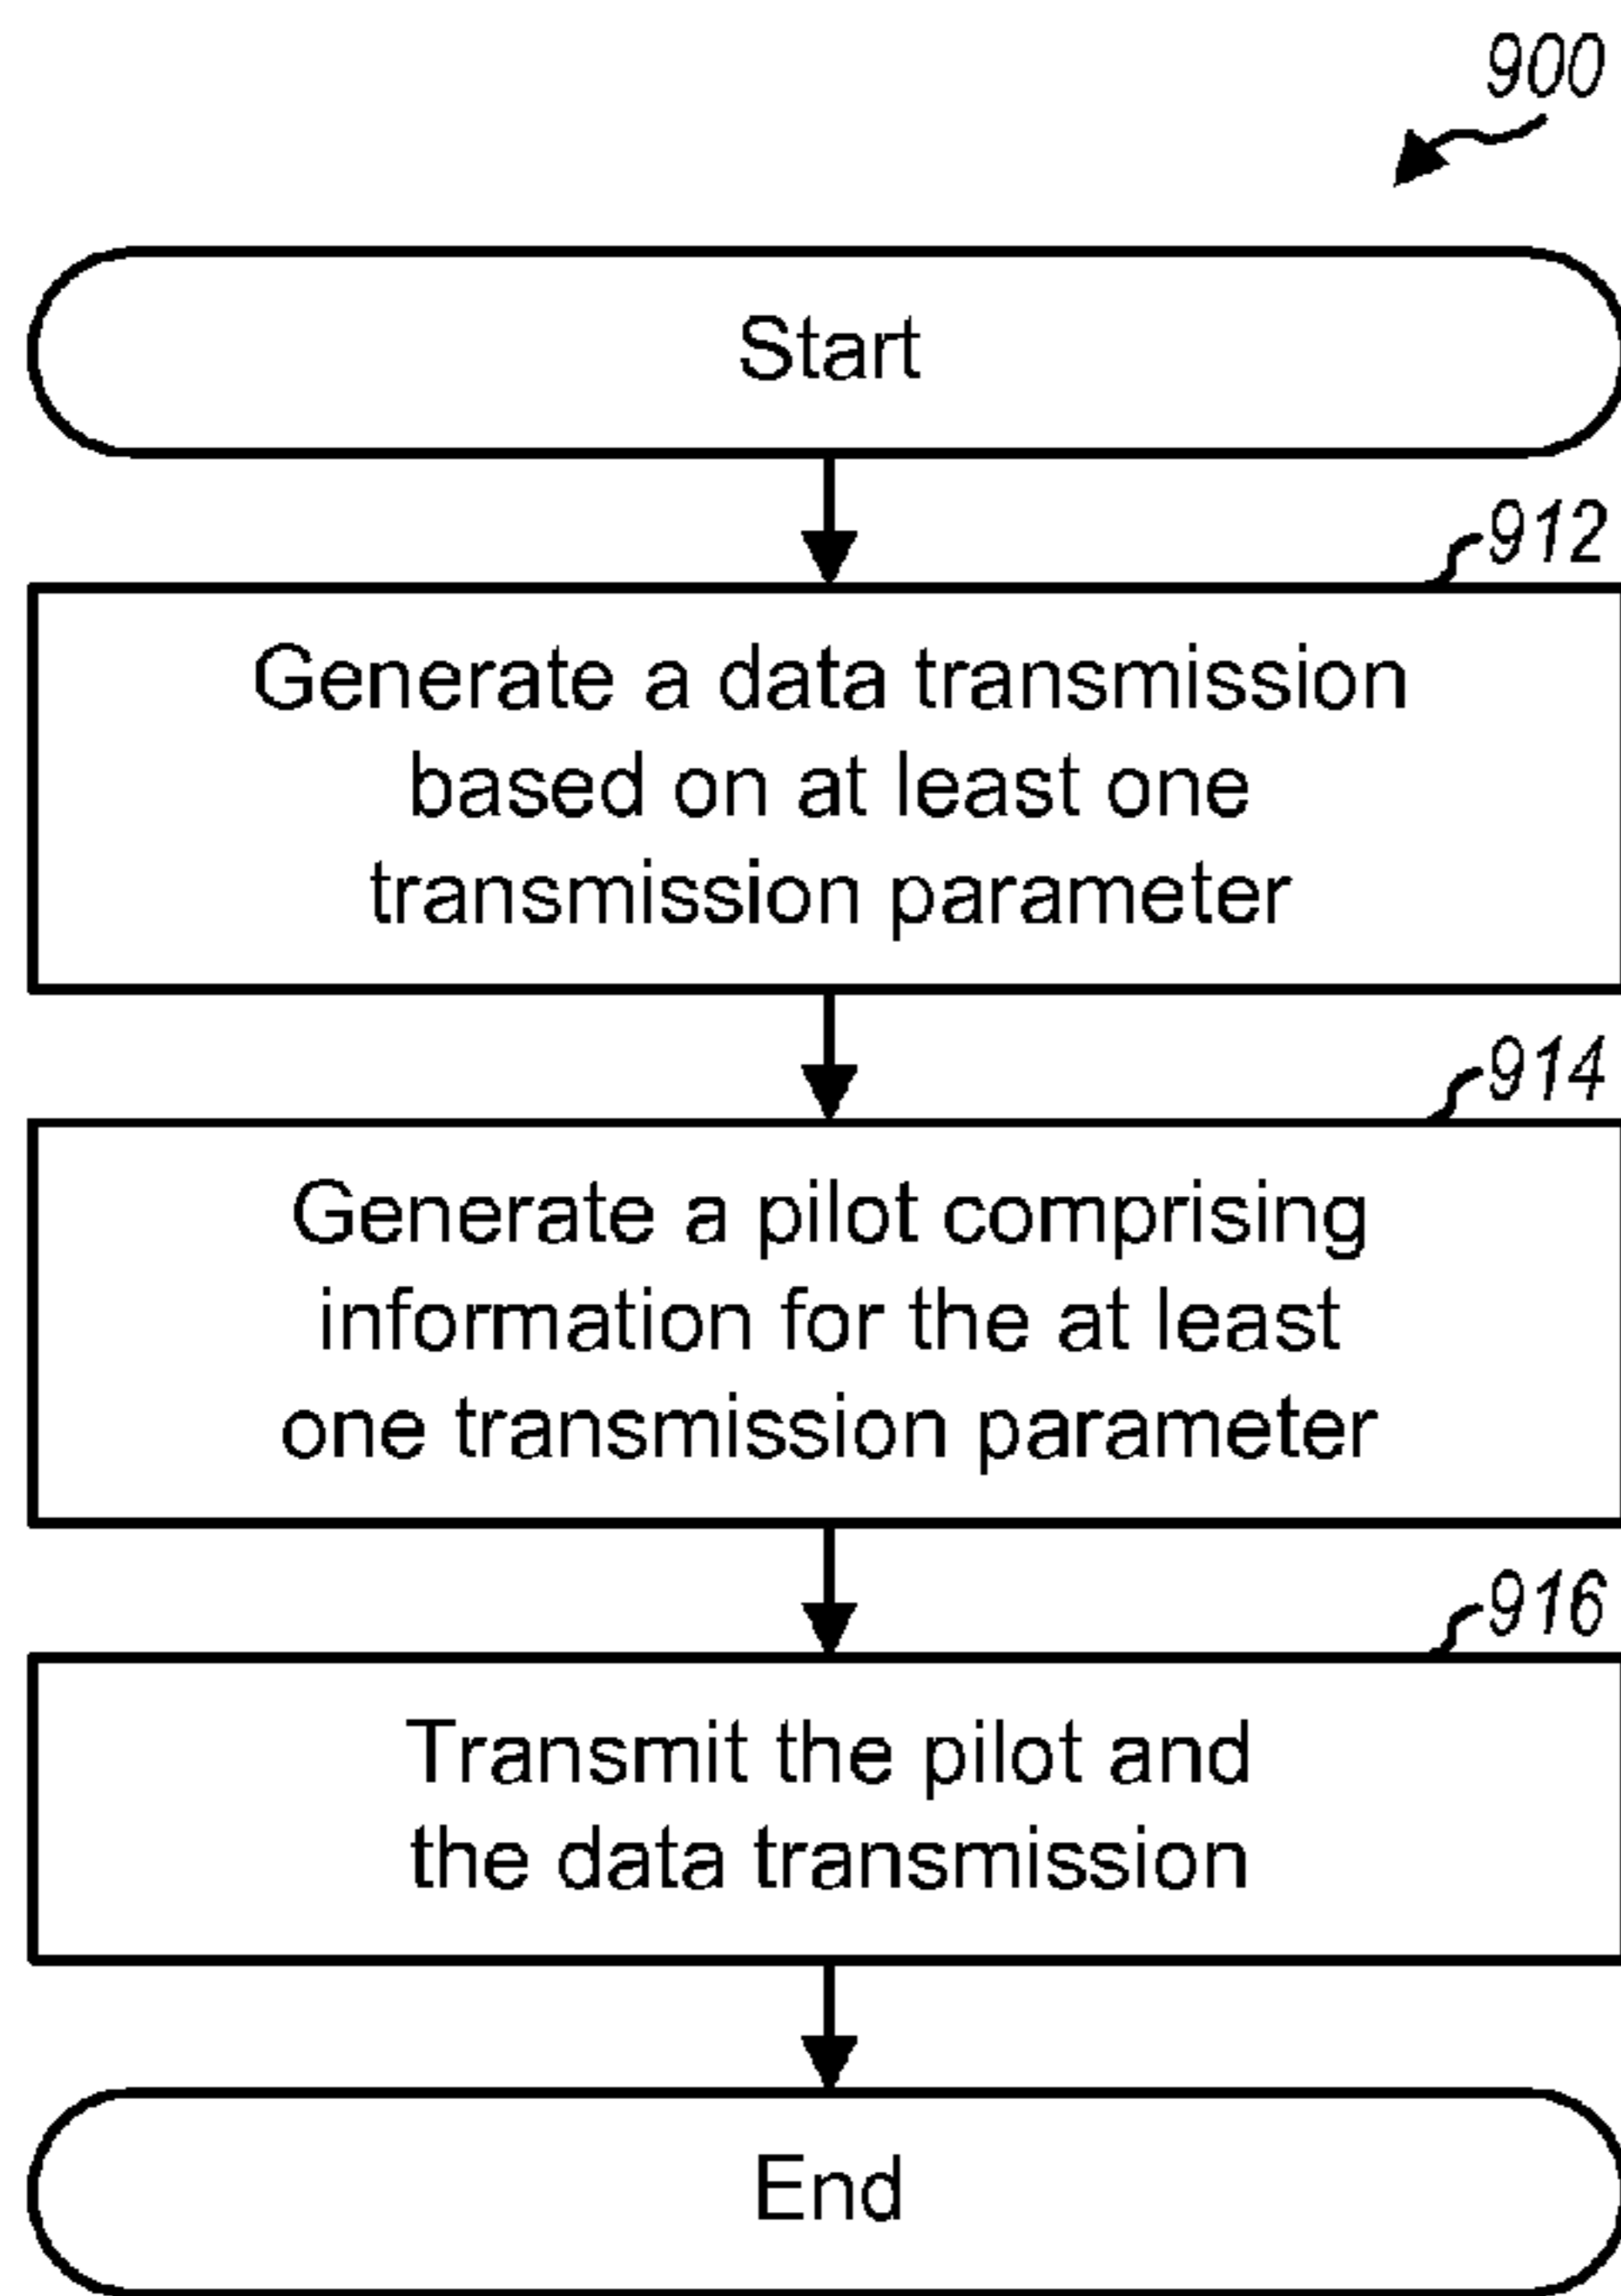 900
Start
912
Generate a data transmission
based on at least one
transmission parameter
914
Generate a pilot comprising
information for the at least
one transmission parameter
916
Transmit the pilot and
the data transmission
End